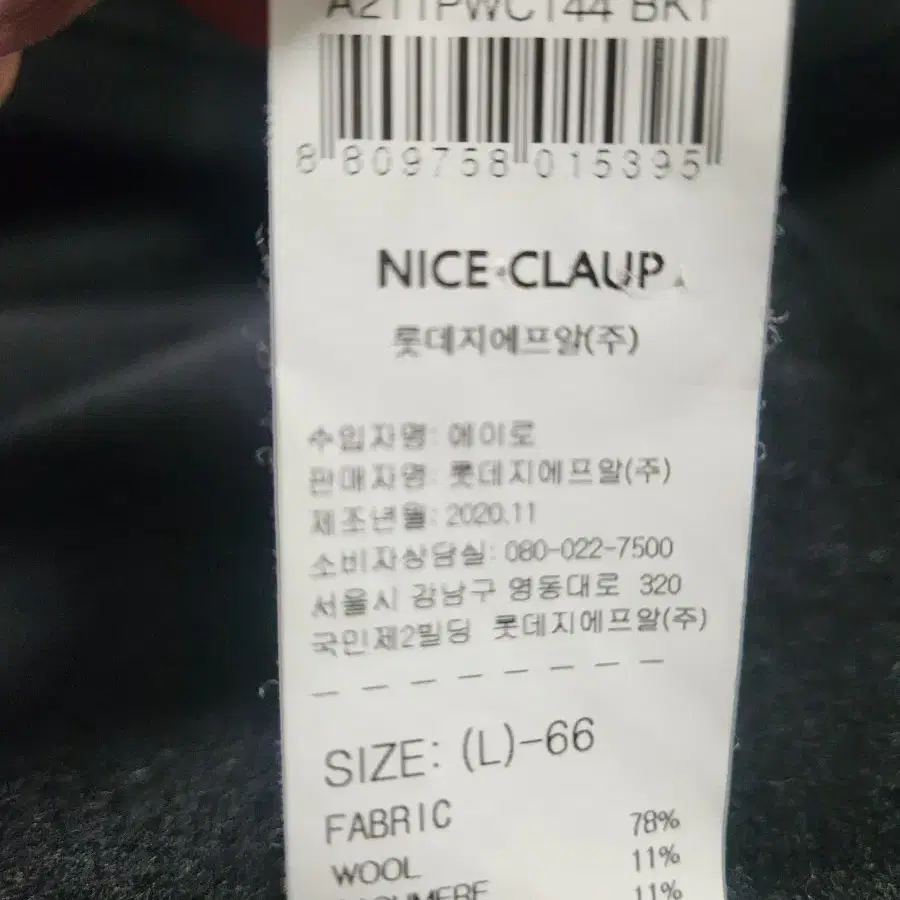 A211PWC144 BK1
8 809758 015395
NICE·CLAUP
롯데지에프알(주)
수입자명: 에이로
판매자명: 롯데지에프알(주)
제조년월: 2020.11
소비자상담실: 080-022-7500
서울시 강남구 영동대로 320
국민제2빌딩 롯데지에프알(주)
SIZE: (L)-66
FABRIC 78%
WOOL 11%
CASHMERE 11%